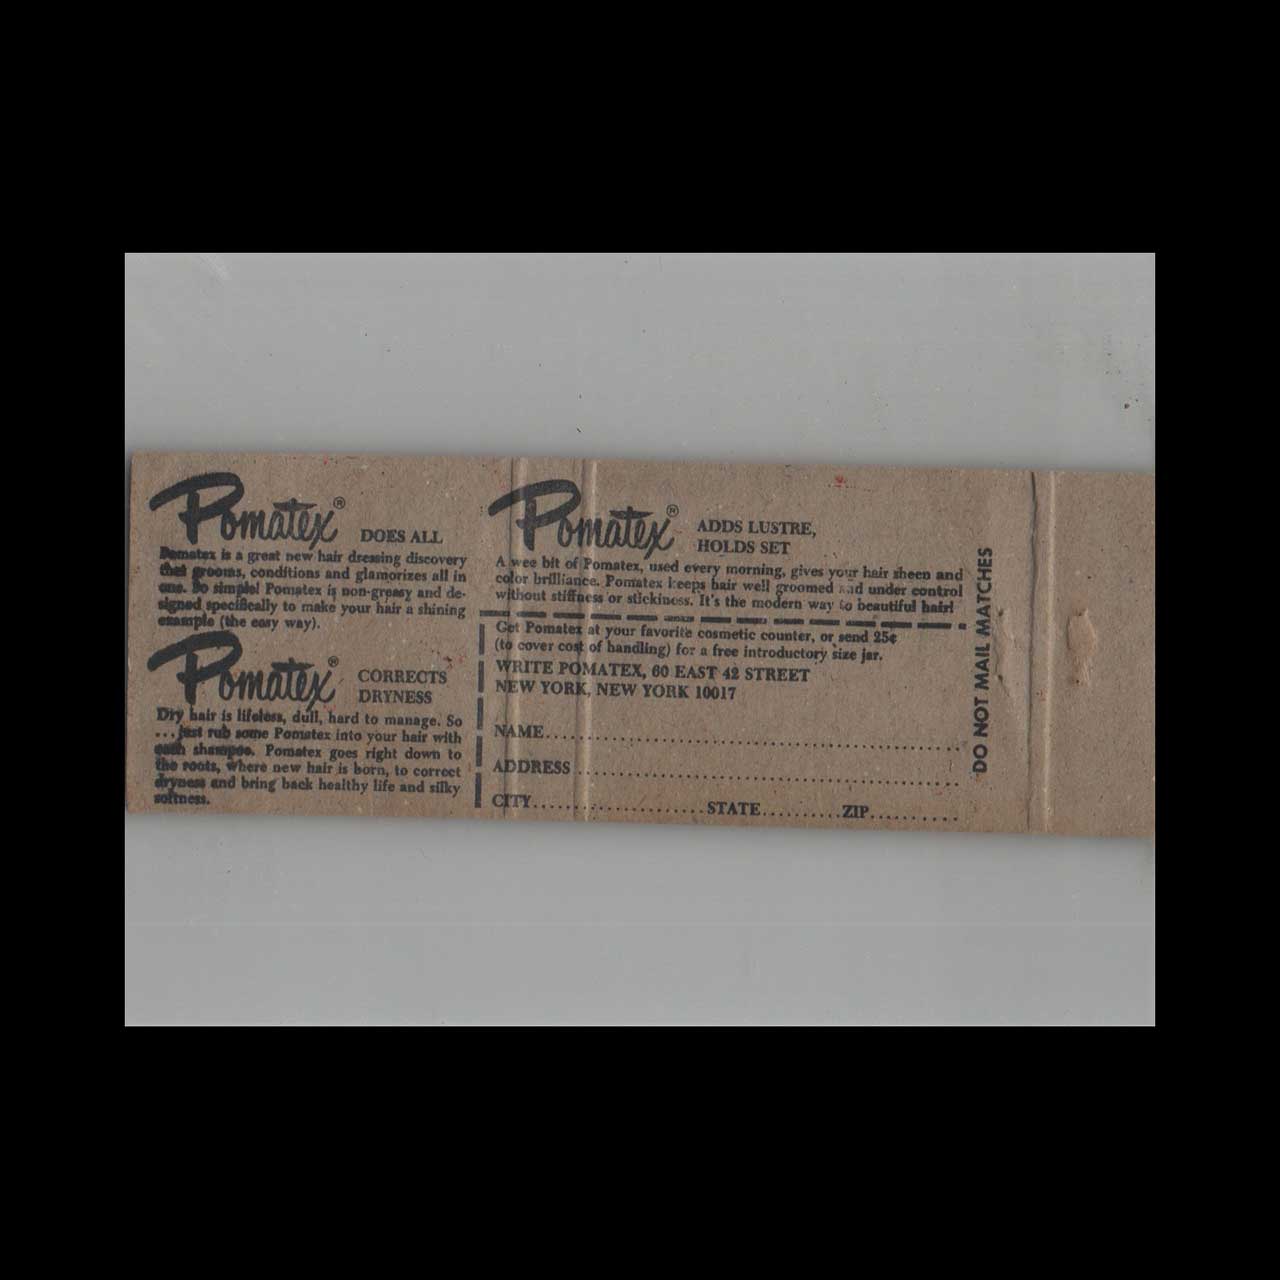 Pomatex® DOES ALL
Pomatex is a great new hair dressing discovery
that grooms, conditions and glamorizes all in
one. So simple! Pomatex is non-greasy and de-
signed specifically to make your hair a shining
example (the easy way).
Pomatex® CORRECTS
DRYNESS
Dry hair is lifeless, dull, hard to manage. So
... just rub some Pomatex into your hair with
each shampoo. Pomatex goes right down to
the roots, where new hair is born, to correct
dryness and bring back healthy life and silky
softness.
Pomatex® ADDS LUSTRE,
HOLDS SET
A wee bit of Pomatex, used every morning, gives your hair sheen and
color brilliance. Pomatex keeps hair well groomed and under control
without stiffness or stickiness. It's the modern way to beautiful hair!
Get Pomatex at your favorite cosmetic counter, or send 25¢
(to cover cost of handling) for a free introductory size jar.
WRITE POMATEX, 60 EAST 42 STREET
NEW YORK, NEW YORK 10017
NAME
ADDRESS
CITY STATE ZIP
DO NOT MAIL MATCHES